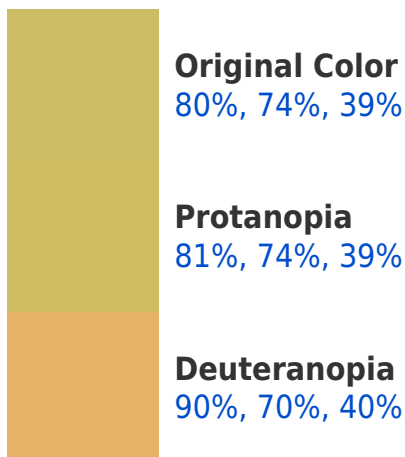 Original Color
80%, 74%, 39%
Protanopia
81%, 74%, 39%
Deuteranopia
90%, 70%, 40%